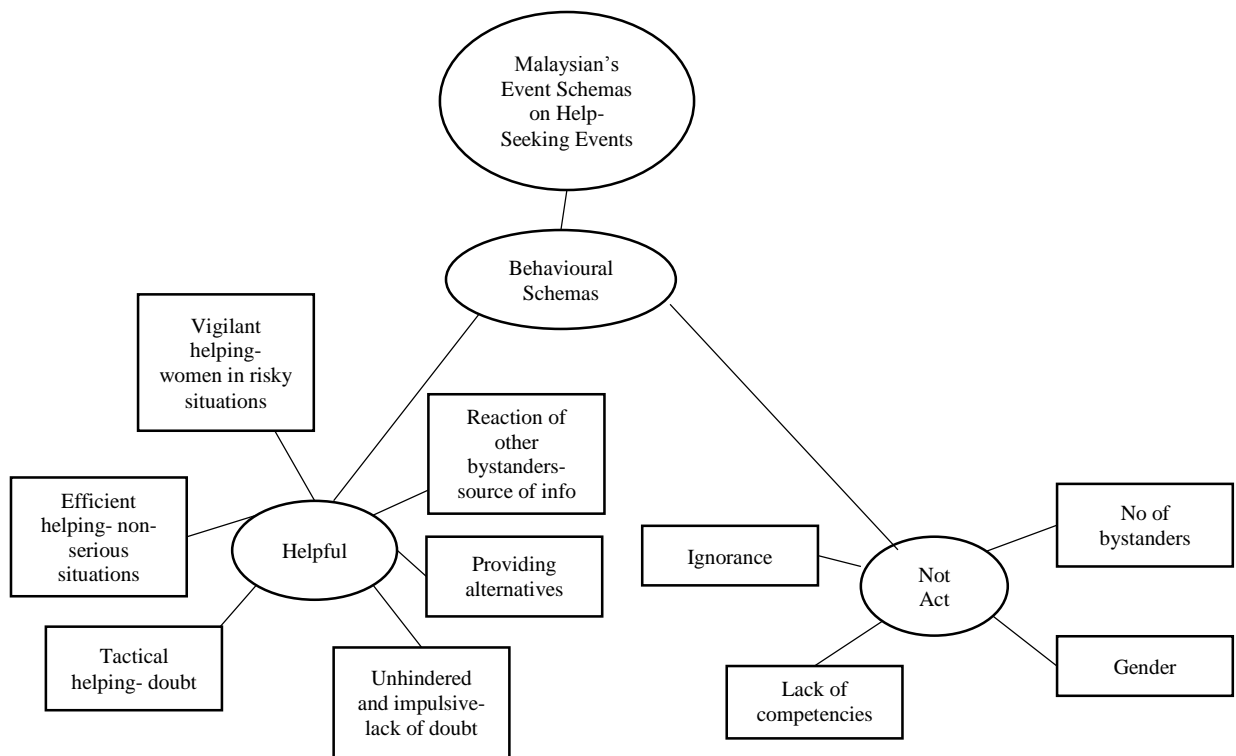 Malaysian's
Event Schemas
on Help-
Seeking Events
Behavioural
Schemas
Vigilant
helping-
women in risky
situations
Reaction of
other
bystanders-
source of info
Efficient
helping- non-
serious
situations
Helpful
Providing
alternatives
Tactical
helping- doubt
Unhindered
and impulsive-
lack of doubt
Ignorance
No of
bystanders
Not
Act
Lack of
competencies
Gender